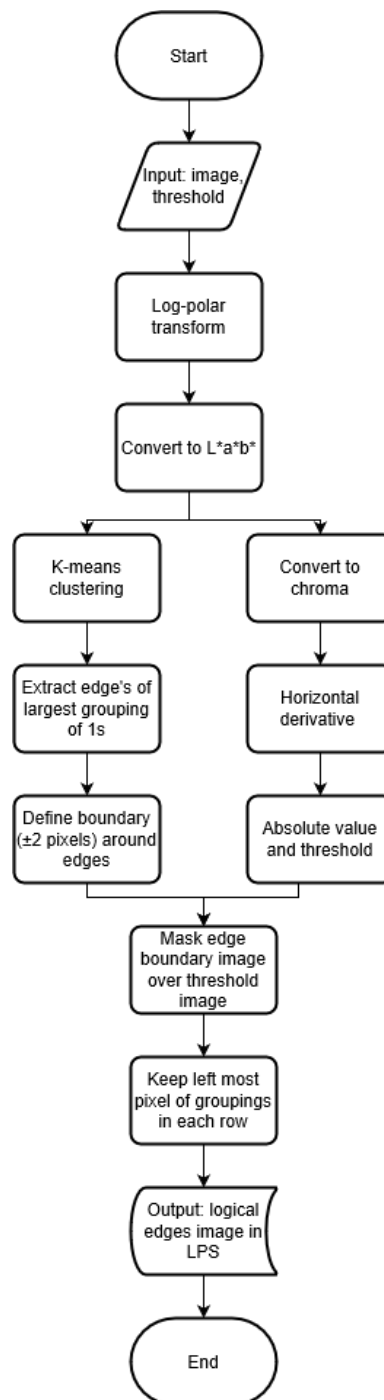 Start
Input: image,
threshold
Log-polar
transform
Convert to L*a*b*
K-means
clustering
Convert to
chroma
Extract edge's of
largest grouping
of 1s
Horizontal
derivative
Define boundary
(±2 pixels) around
edges
Absolute value
and threshold
Mask edge
boundary image
over threshold
image
Keep left most
pixel of groupings
in each row
Output: logical
edges image in
LPS
End